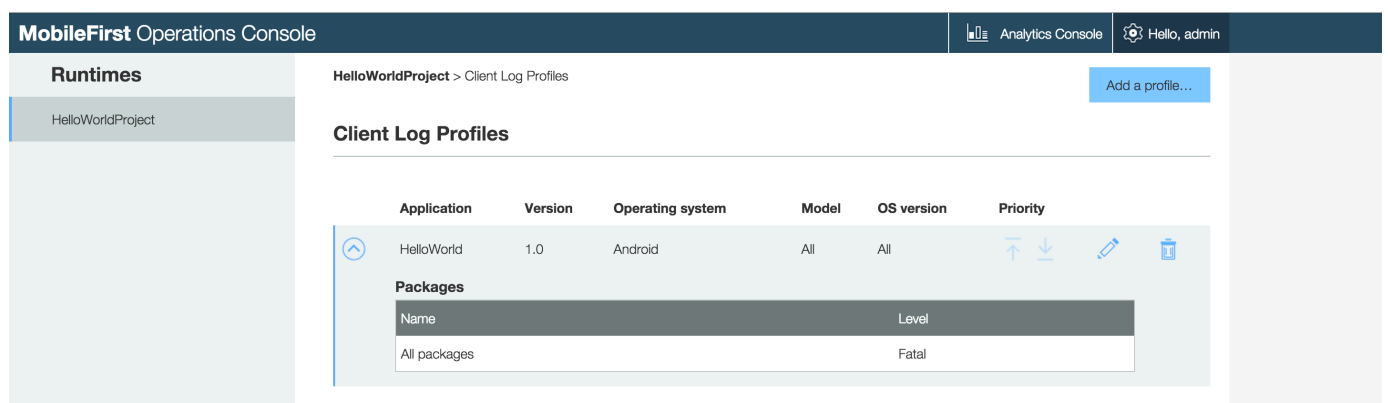 MobileFirst Operations Console
Analytics Console
Hello, admin
Runtimes
HelloWorldProject
HelloWorldProject > Client Log Profiles
Add a profile...
Client Log Profiles
Application Version Operating system Model OS version Priority
HelloWorld 1.0 Android All All
Packages
Name Level
All packages Fatal